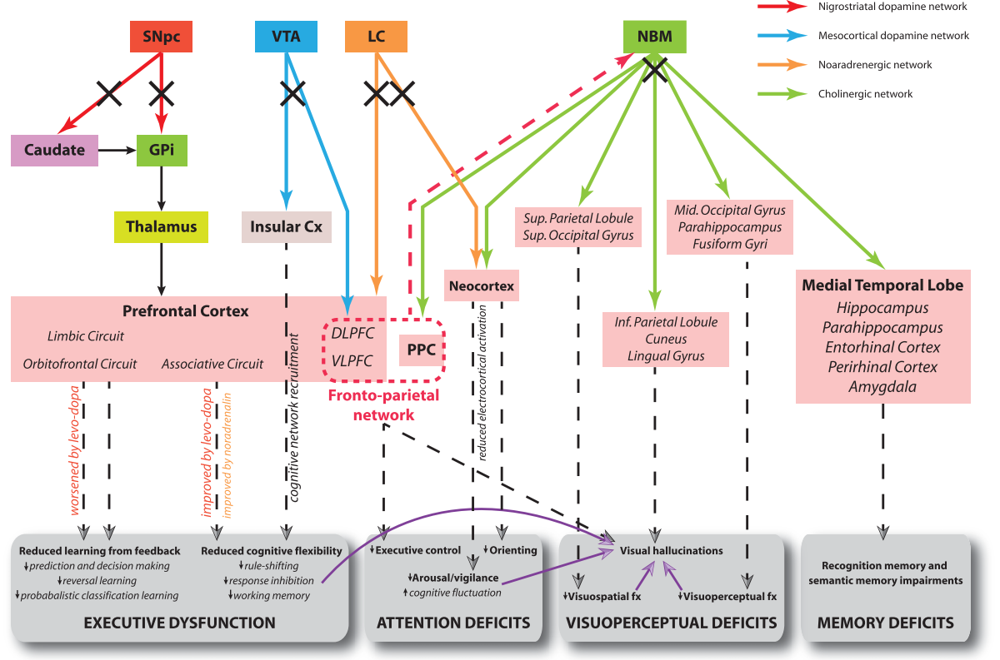 SNpc
VTA
LC
NBM
Nigrostriatal dopamine network
Mesocortical dopamine network
Noaradrenergic network
Cholinergic network
Caudate
GPi
Thalamus
Insular Cx
Sup. Parietal Lobule
Sup. Occipital Gyrus
Mid. Occipital Gyrus
Parahippocampus
Fusiform Gyri
Neocortex
Medial Temporal Lobe
Hippocampus
Parahippocampus
Entorhinal Cortex
Perirhinal Cortex
Amygdala
Prefrontal Cortex
Limbic Circuit
Orbitofrontal Circuit
Associative Circuit
DLPFC
VLPFC
PPC
Inf. Parietal Lobule
Cuneus
Lingual Gyrus
Fronto-parietal
network
worsened by levo-dopa
improved by levo-dopa
improved by noradrenalin
cognitive network recruitment
reduced electrocortical activation
Reduced learning from feedback
prediction and decision making
reversal learning
probabalistic classification learning
Reduced cognitive flexibility
rule-shifting
response inhibition
working memory
EXECUTIVE DYSFUNCTION
Executive control
Orienting
Arousal/vigilance
cognitive fluctuation
ATTENTION DEFICITS
Visual hallucinations
Visuospatial fx
Visuoperceptual fx
VISUOPERCEPTUAL DEFICITS
Recognition memory and
semantic memory impairments
MEMORY DEFICITS